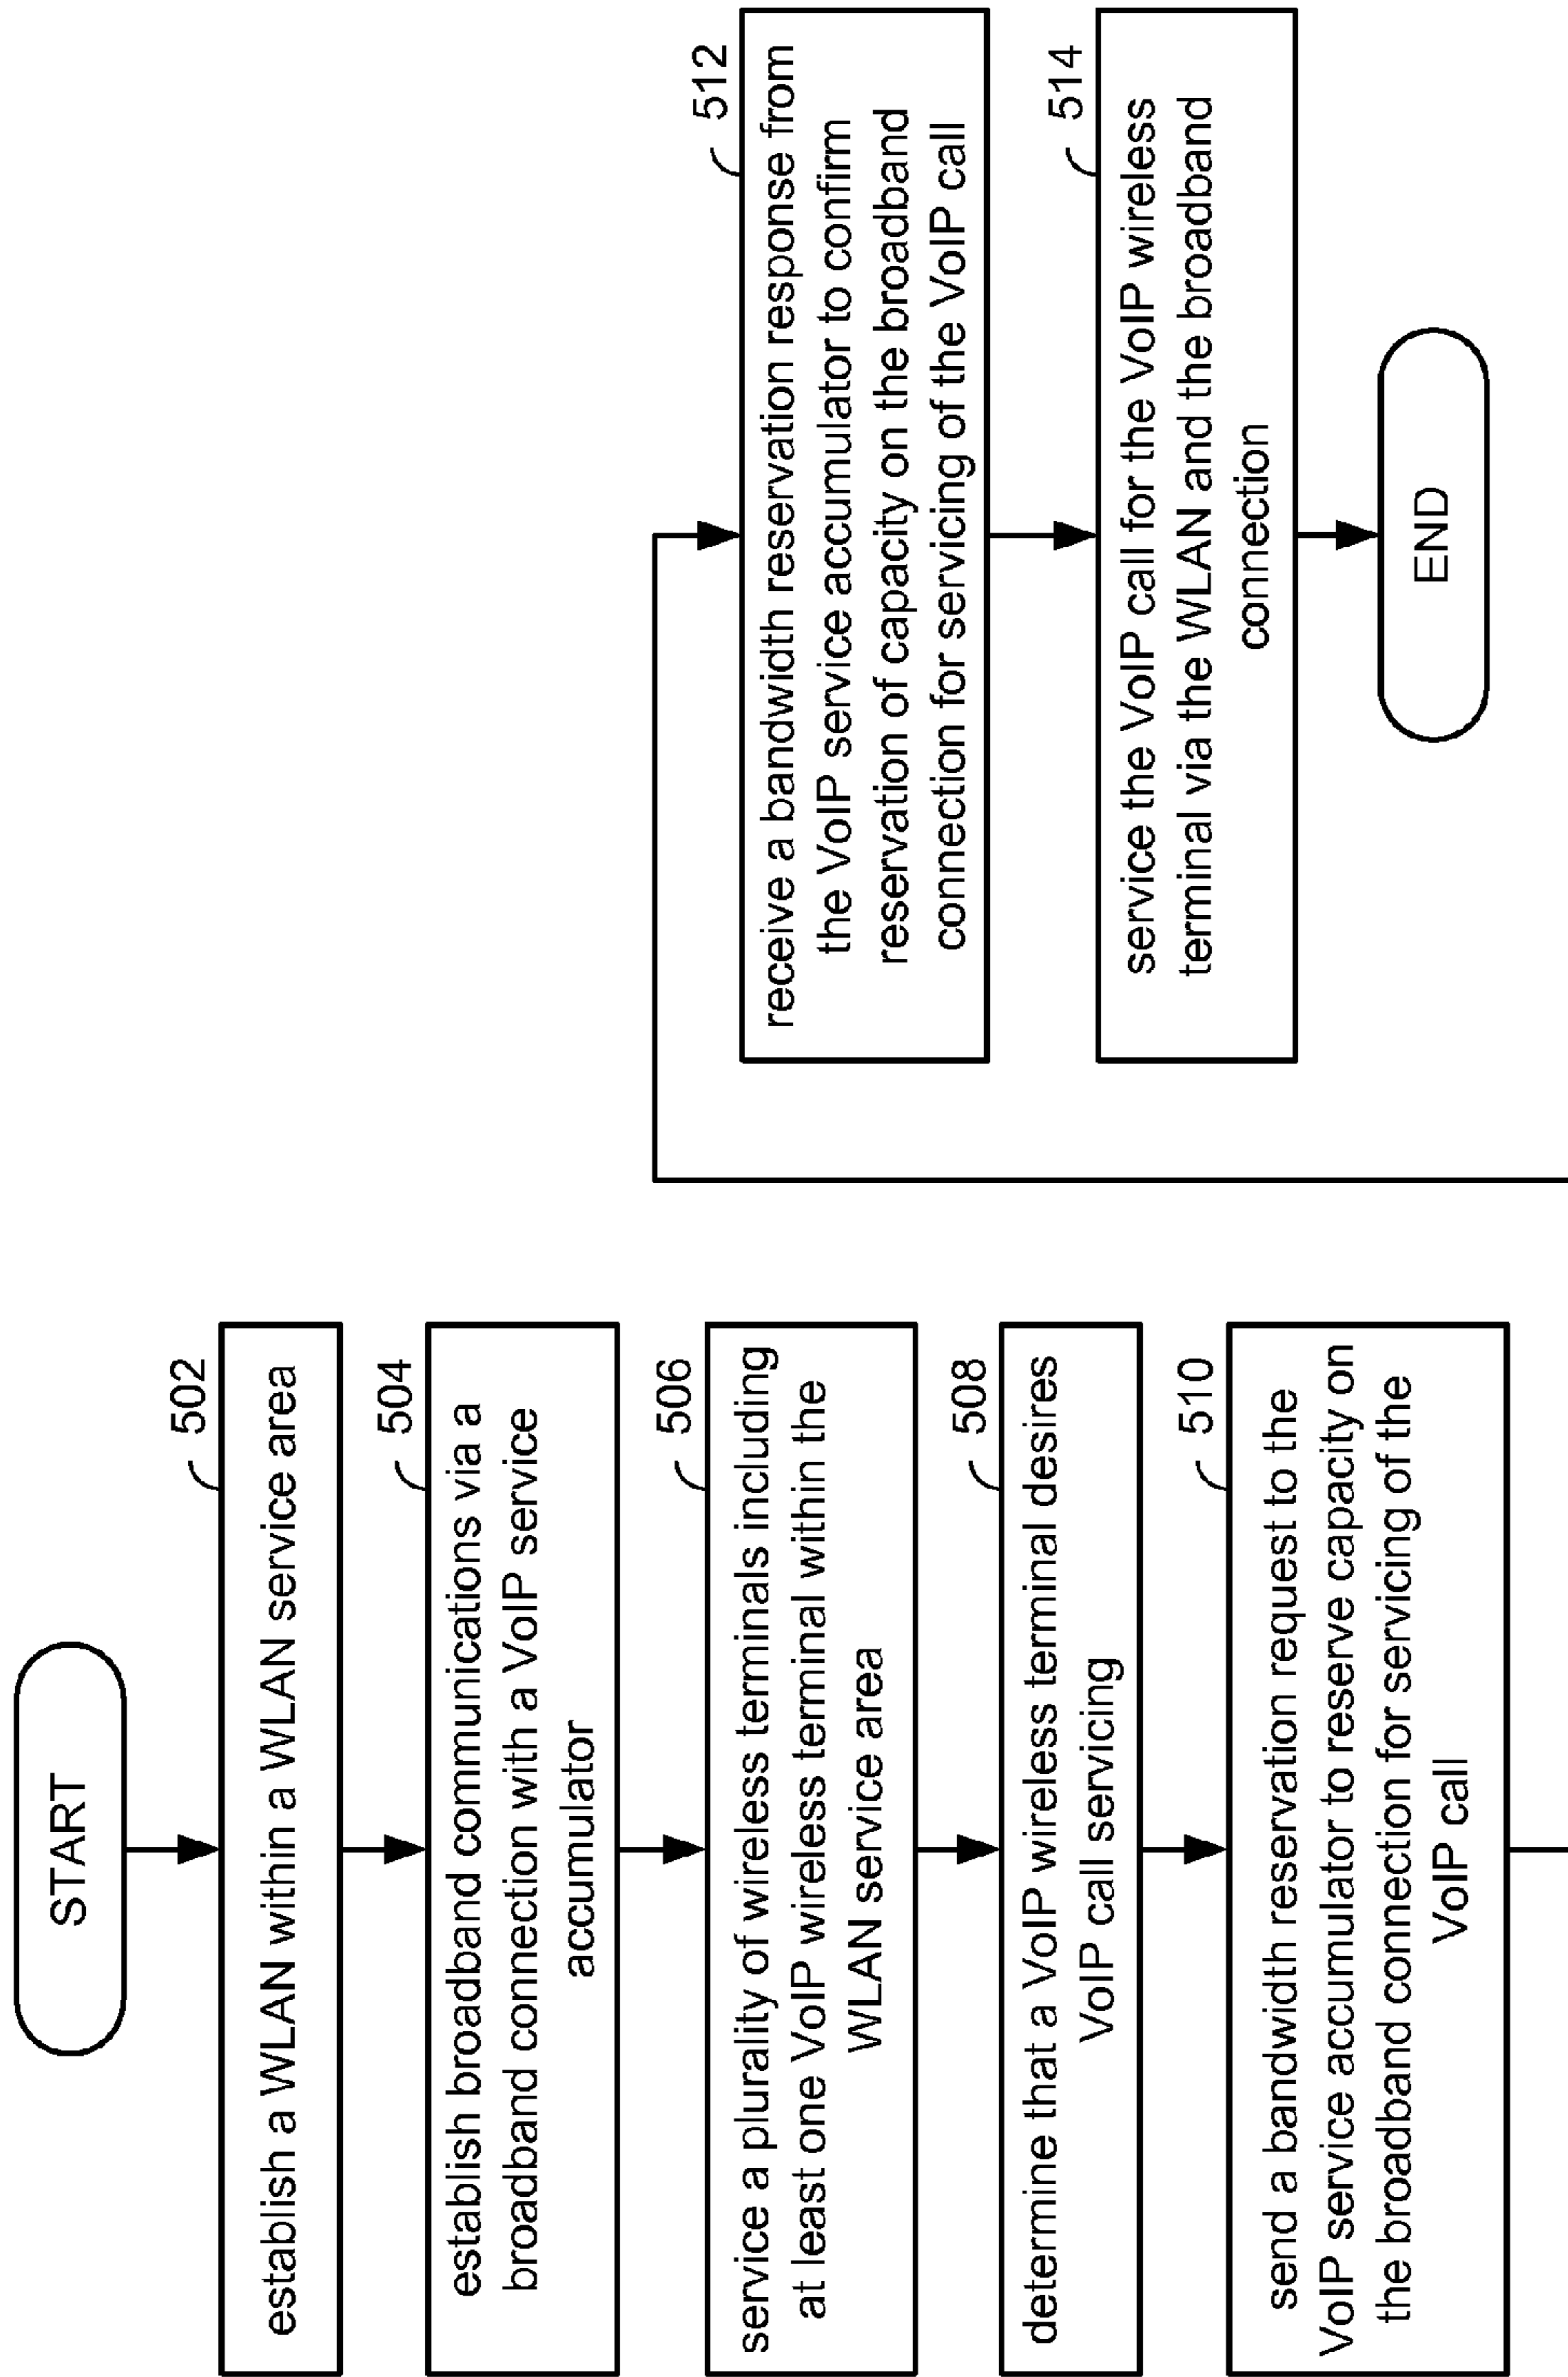 START
502
establish a WLAN within a WLAN service area
504
establish broadband communications via a
broadband connection with a VoIP service
accumulator
506
service a plurality of wireless terminals including
at least one VoIP wireless terminal within the
WLAN service area
508
determine that a VoIP wireless terminal desires
VoIP call servicing
510
send a bandwidth reservation request to the
VoIP service accumulator to reserve capacity on
the broadband connection for servicing of the
VoIP call
512
receive a bandwidth reservation response from
the VoIP service accumulator to confirm
reservation of capacity on the broadband
connection for servicing of the VoIP call
514
service the VoIP call for the VoIP wireless
terminal via the WLAN and the broadband
connection
END